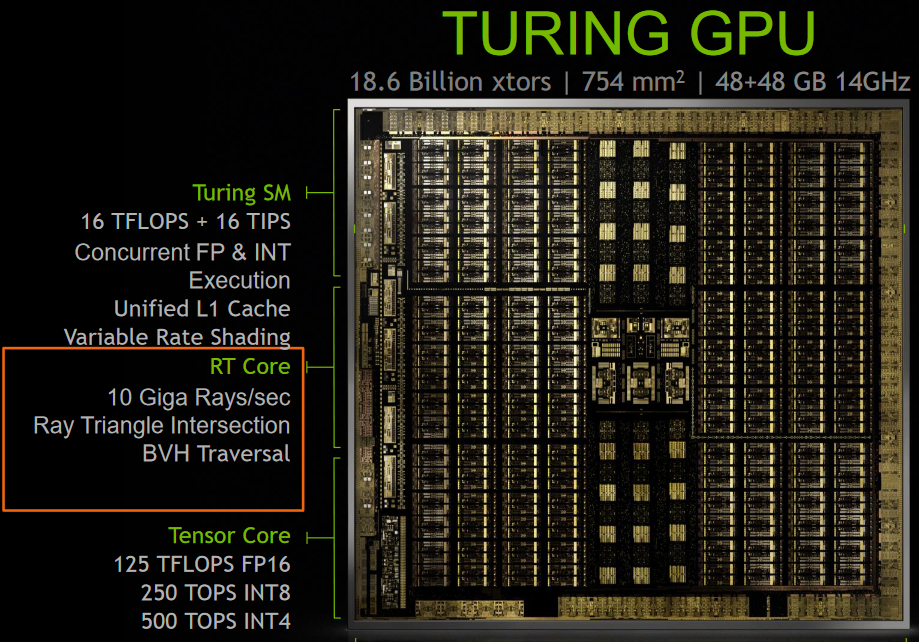 TURING GPU
18.6 Billion xtors | 754 mm² | 48+48 GB 14GHz
Turing SM
16 TFLOPS + 16 TIPS
Concurrent FP & INT
Execution
Unified L1 Cache
Variable Rate Shading
RT Core
10 Giga Rays/sec
Ray Triangle Intersection
BVH Traversal
Tensor Core
125 TFLOPS FP16
250 TOPS INT8
500 TOPS INT4